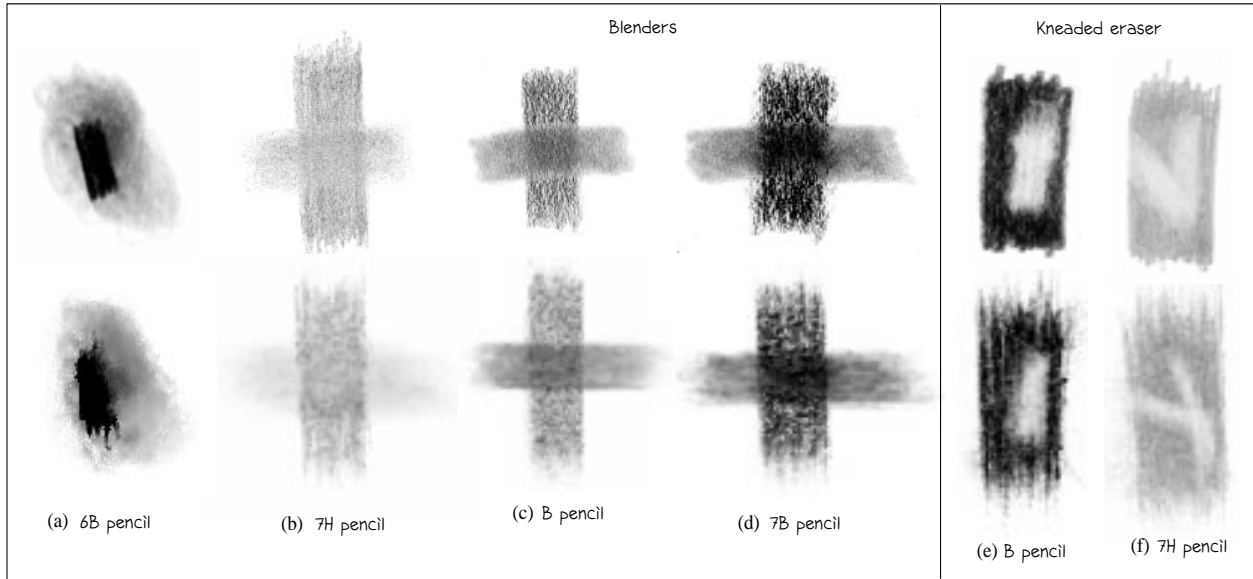 Blenders
Kneaded eraser
(a) 6B pencil
(b) 7H pencil
(c) B pencil
(d) 7B pencil
(e) B pencil
(f) 7H pencil